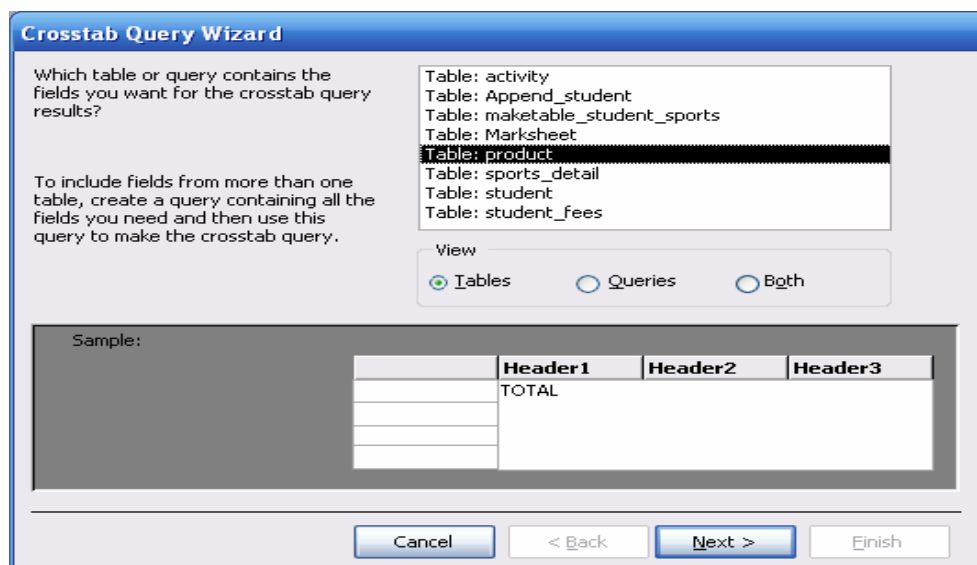 Crosstab Query Wizard
Which table or query contains the
fields you want for the crosstab query
results?
To include fields from more than one
table, create a query containing all the
fields you need and then use this
query to make the crosstab query.
Table: activity
Table: Append_student
Table: maketable_student_sports
Table: Marksheet
Table: product
Table: sports_detail
Table: student
Table: student_fees
View
Tables Queries Both
Sample:
Header1 Header2 Header3
TOTAL
Cancel < Back Next > Finish